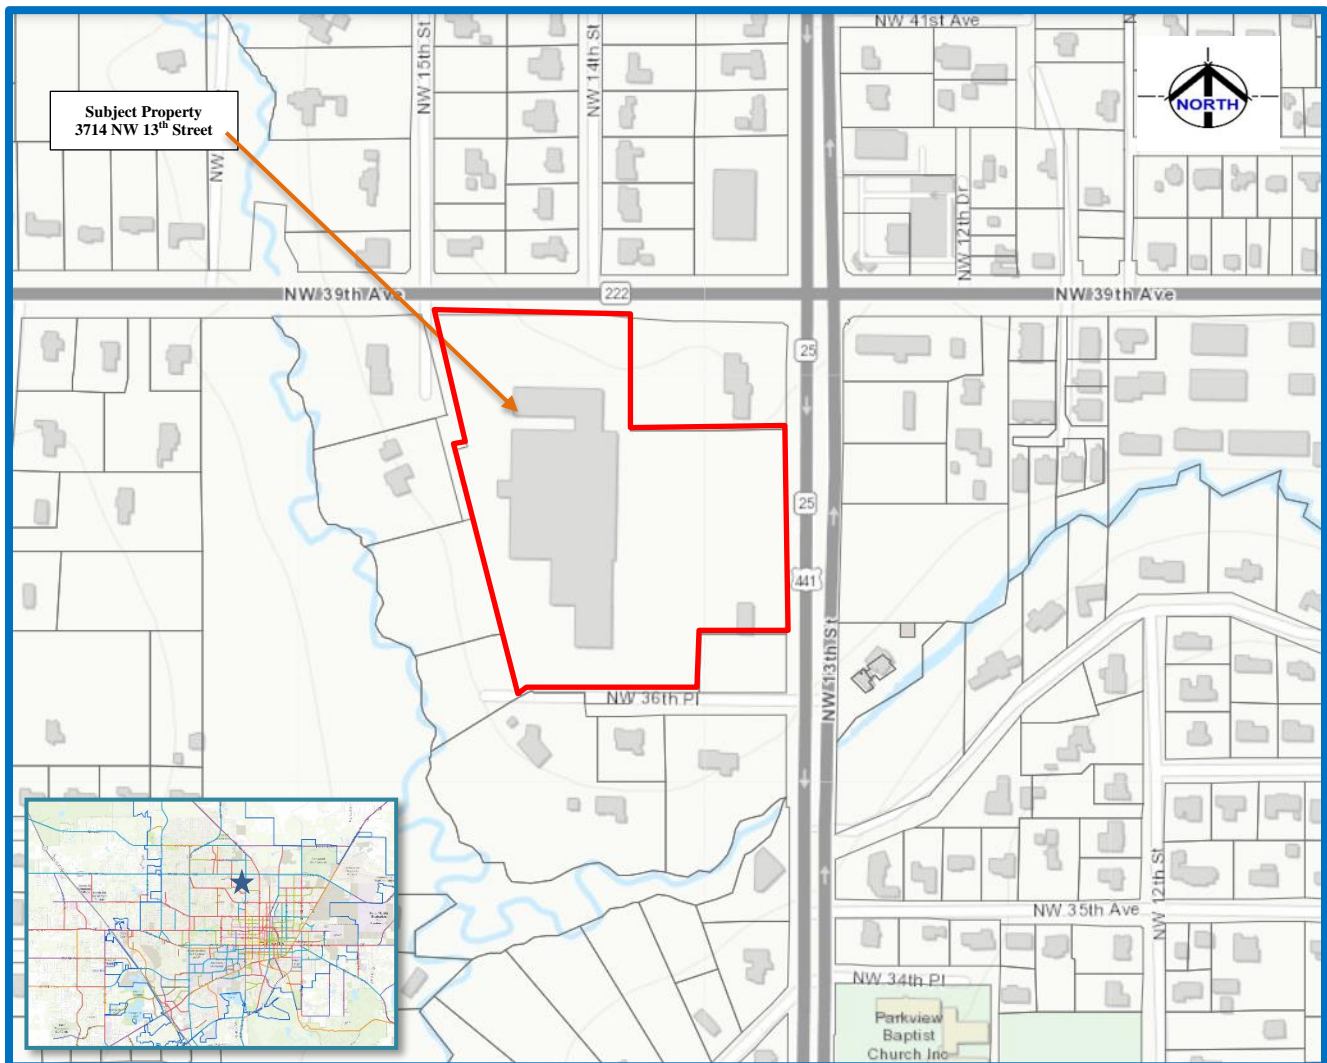 NW 41st Ave
N
NW 15th St
NW 14th St
NORTH
Subject Property
3714 NW 13th Street
NW
NW 12th Dr
NW 39th Ave
222
NW 39th Ave
25
25
441
NW 13th St
NW 36th Pl
NW 35th Ave
NW 12th St
NW 34th Pl
Parkview
Baptist
Church Inc